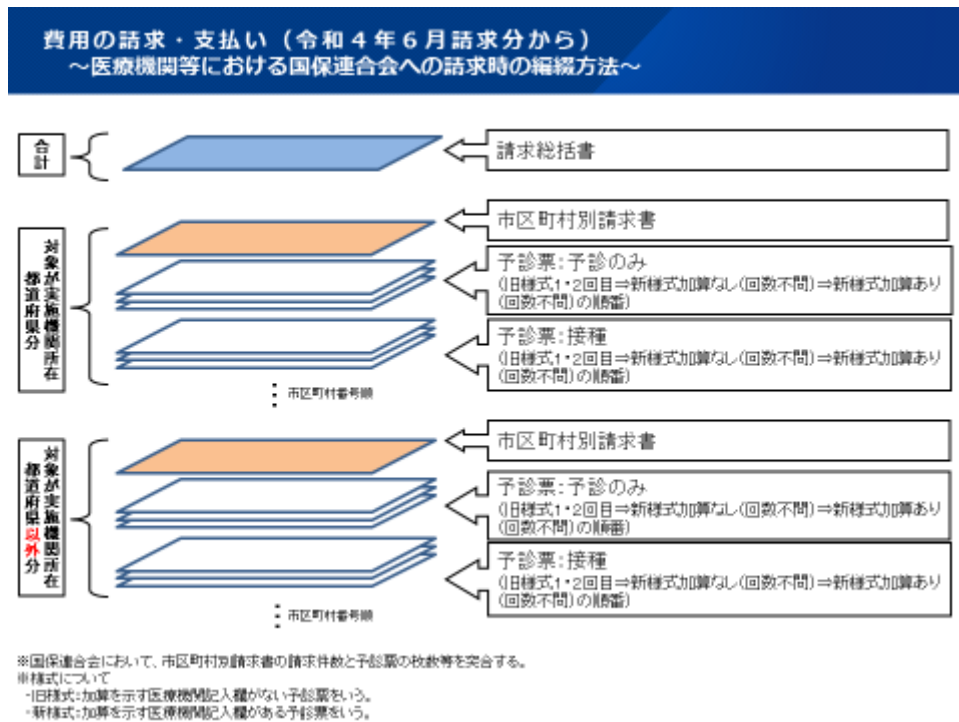 費用の請求・支払い（令和４年６月請求分から）
～医療機関等における国保連合会への請求時の編綴方法～
合計
請求総括書
対象が実施機関所在
都道府県分
市区町村別請求書
予診票：予診のみ
（旧様式1・2回目⇒新様式加算なし（回数不問）⇒新様式加算あり
（回数不問）の順番）
予診票：接種
（旧様式1・2回目⇒新様式加算なし（回数不問）⇒新様式加算あり
（回数不問）の順番）
市区町村番号順
対象が実施機関所在
都道府県以外分
市区町村別請求書
予診票：予診のみ
（旧様式1・2回目⇒新様式加算なし（回数不問）⇒新様式加算あり
（回数不問）の順番）
予診票：接種
（旧様式1・2回目⇒新様式加算なし（回数不問）⇒新様式加算あり
（回数不問）の順番）
市区町村番号順
※国保連合会において、市区町村別請求書の請求件数と予診票の枚数等を突合する。
※様式について
・旧様式：加算を示す医療機関記入欄がない予診票をいう。
・新様式：加算を示す医療機関記入欄がある予診票をいう。